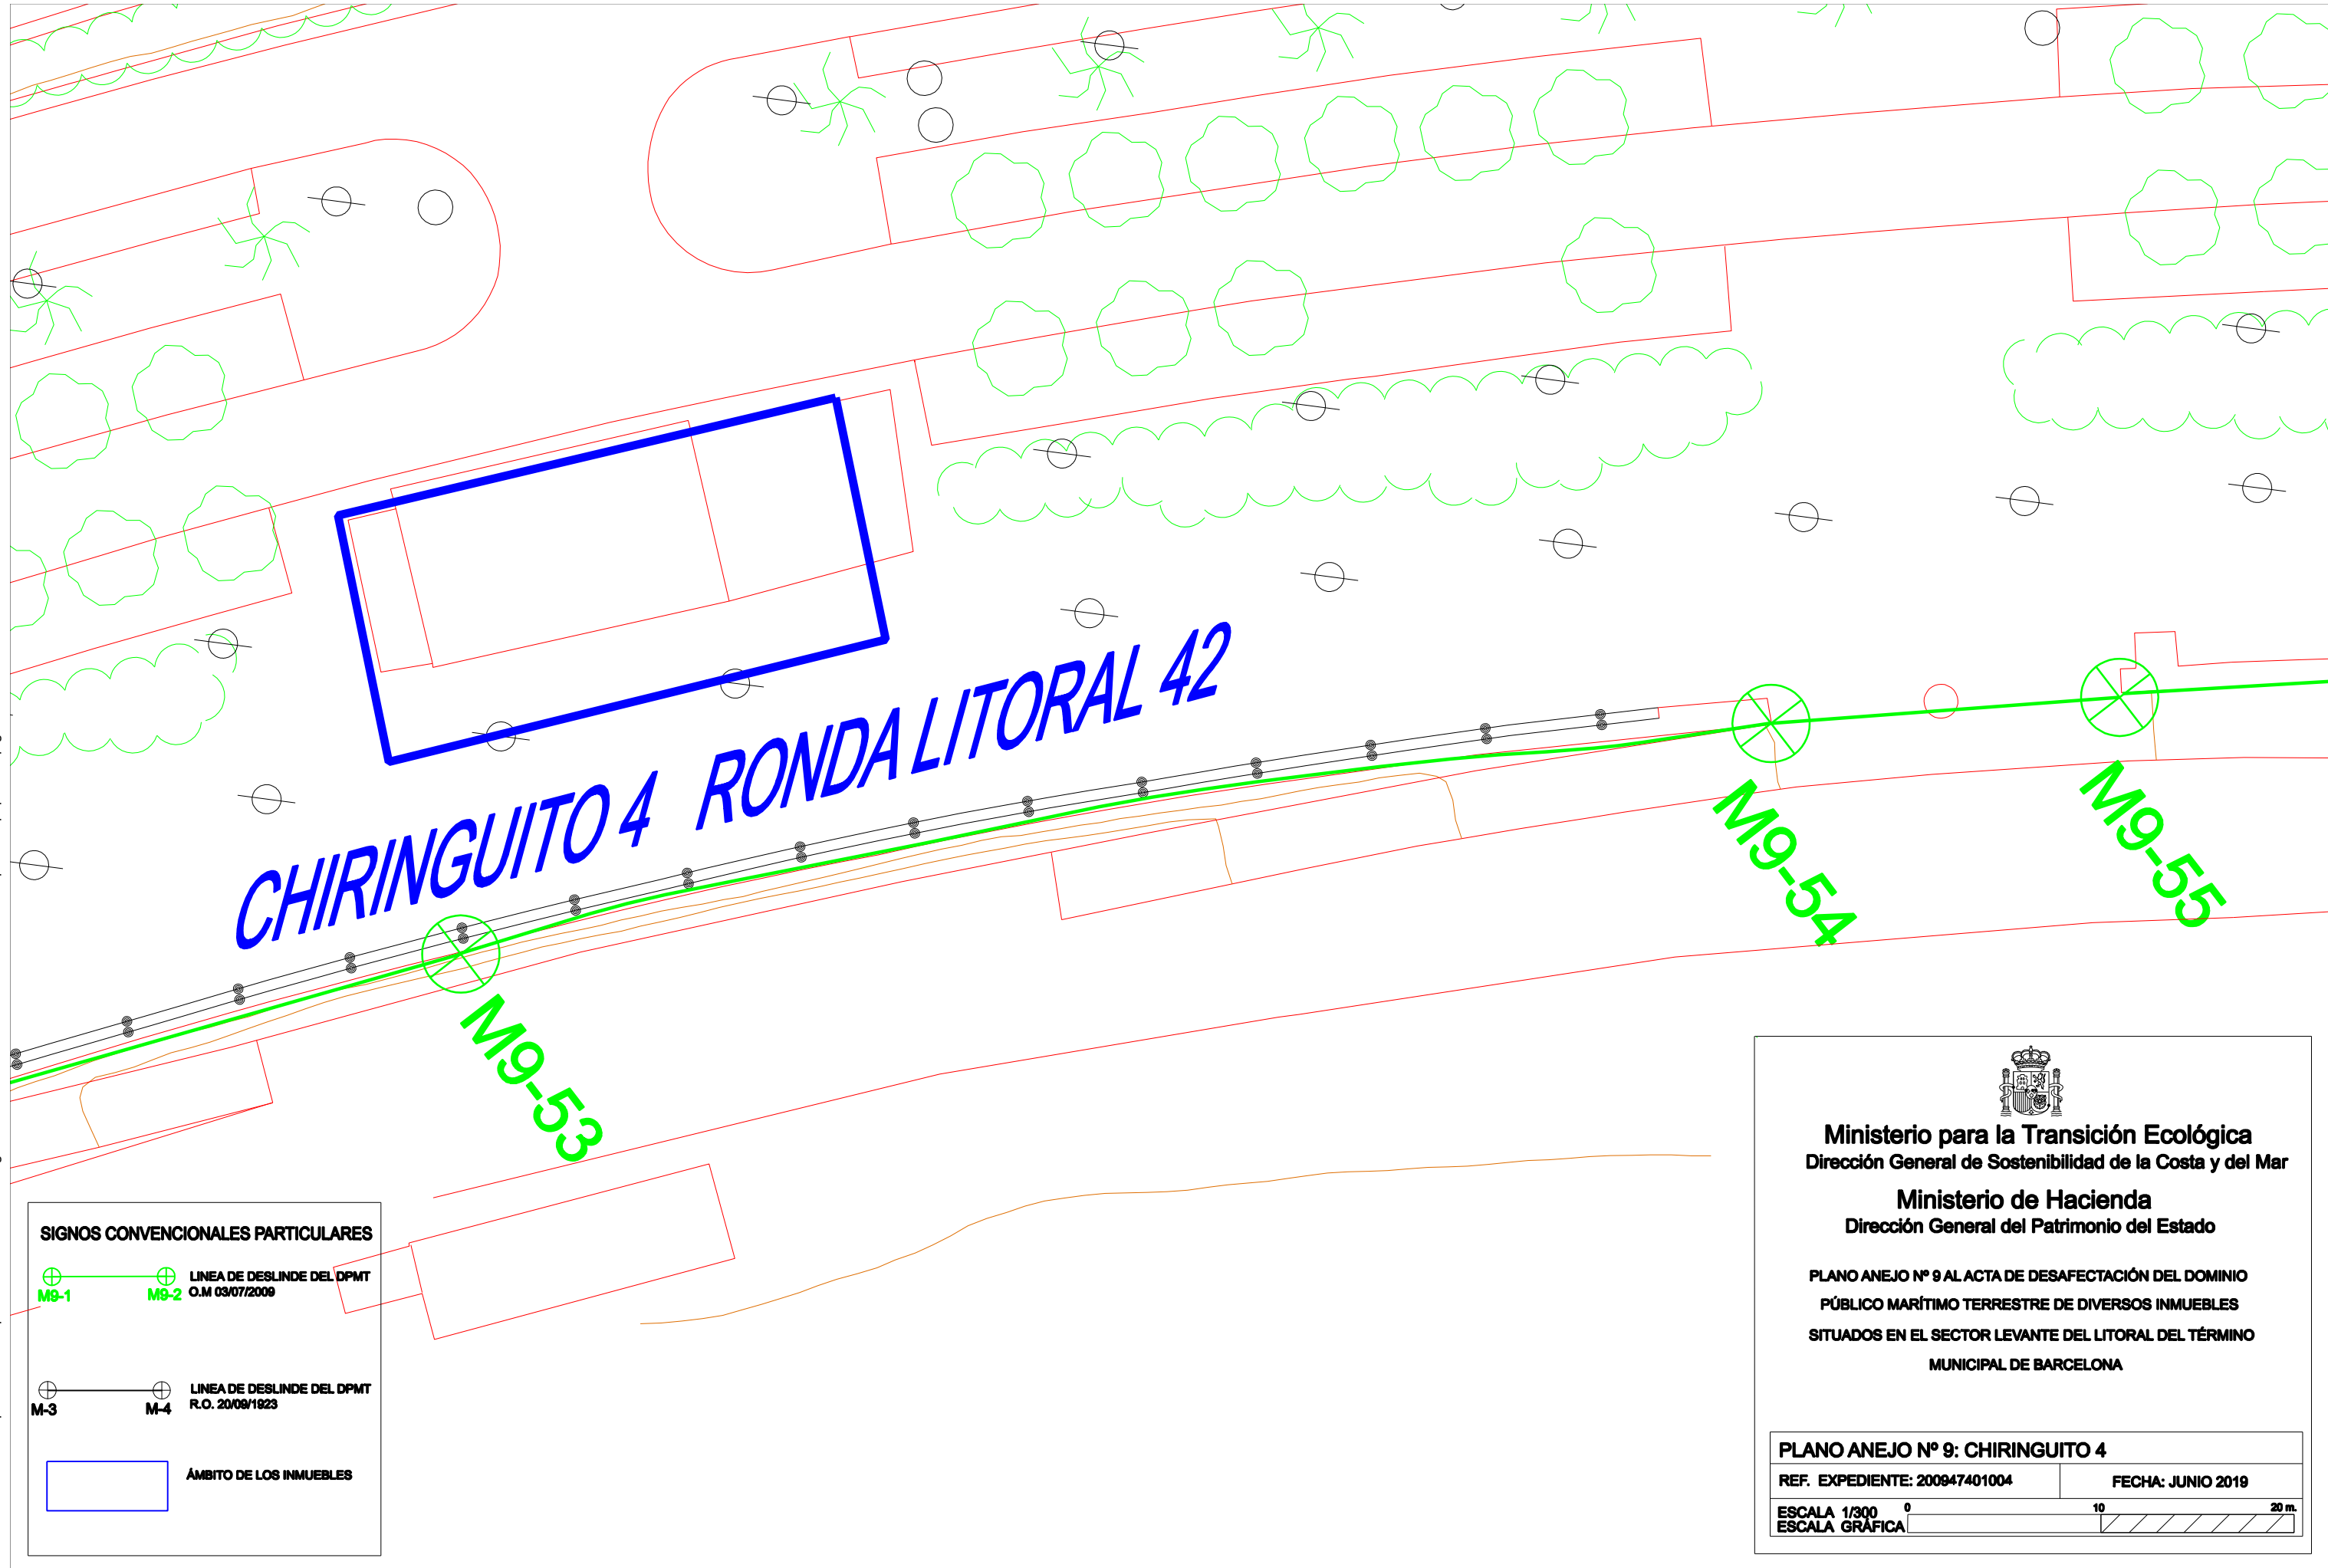 CHIRINGUITO 4 RONDA LITORAL 42
M9-53
M9-54
M9-55
SIGNOS CONVENCIONALES PARTICULARES
M9-1
M9-2
LINEA DE DESLINDE DEL DPMT
O.M 03/07/2009
M-3
M-4
LINEA DE DESLINDE DEL DPMT
R.O. 20/09/1923
ÁMBITO DE LOS INMUEBLES
Ministerio para la Transición Ecológica
Dirección General de Sostenibilidad de la Costa y del Mar
Ministerio de Hacienda
Dirección General del Patrimonio del Estado
PLANO ANEJO Nº 9 AL ACTA DE DESAFECTACIÓN DEL DOMINIO
PÚBLICO MARÍTIMO TERRESTRE DE DIVERSOS INMUEBLES
SITUADOS EN EL SECTOR LEVANTE DEL LITORAL DEL TÉRMINO
MUNICIPAL DE BARCELONA
PLANO ANEJO Nº 9: CHIRINGUITO 4
REF. EXPEDIENTE: 200947401004
FECHA: JUNIO 2019
ESCALA 1/300
ESCALA GRÁFICA
0 10 20 m.